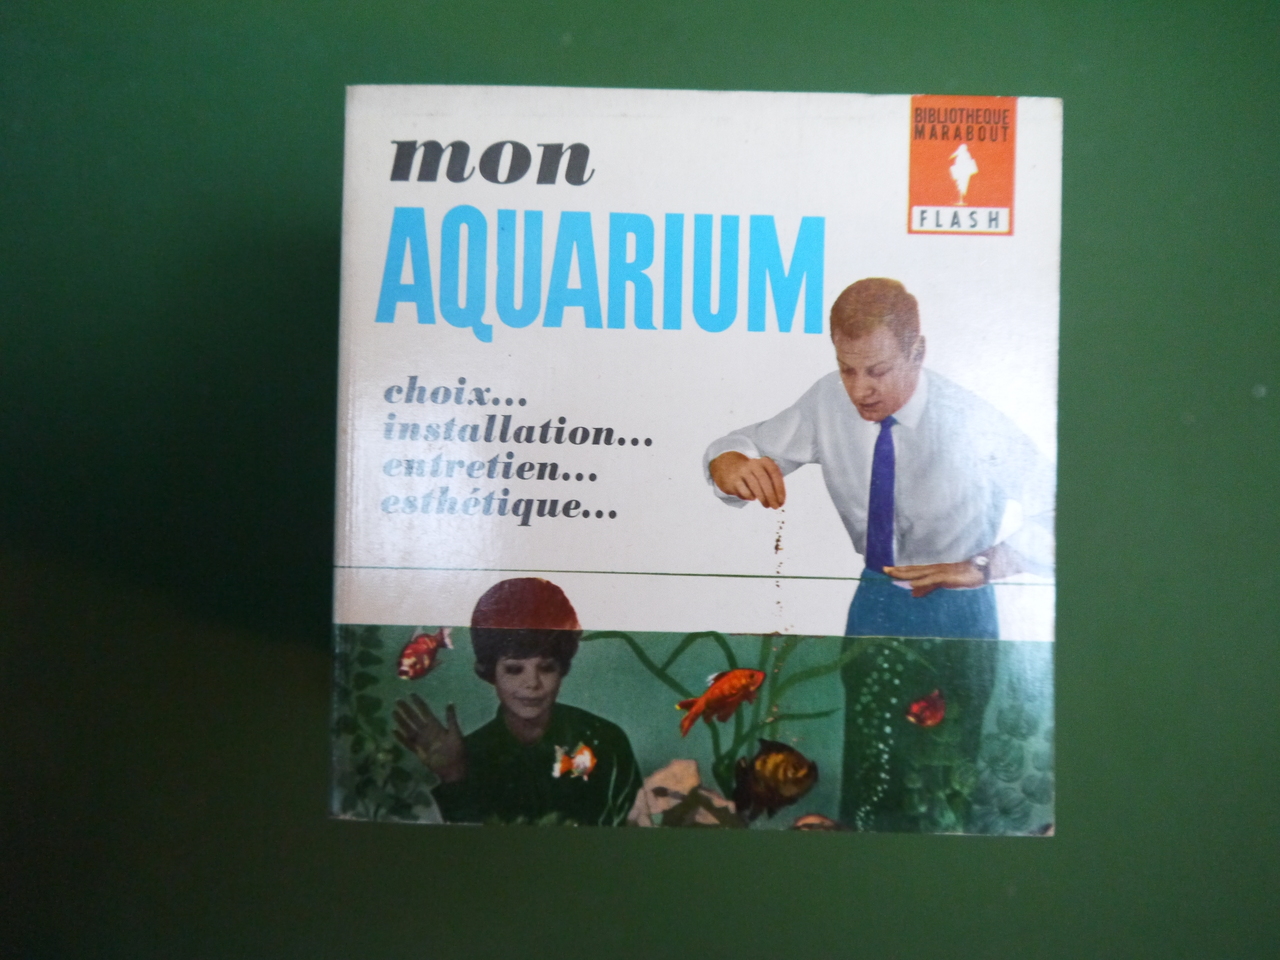 mon
AQUARIUM
choix...
installation...
entretien...
esthétique...
BIBLIOTHEQUE
MARABOUT
FLASH